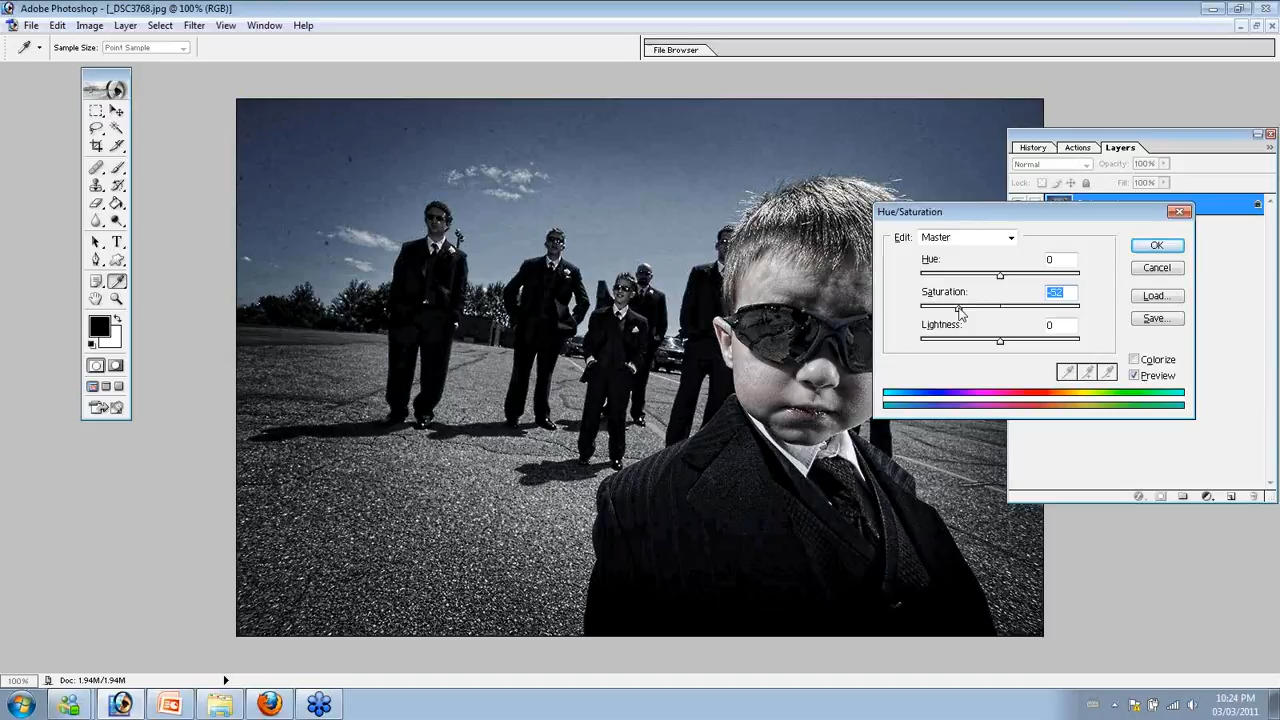 Adobe Photoshop - [_DSC3768.jpg @ 100% (RGB)]
File Edit Image Layer Select Filter View Window Help
Sample Size: Point Sample
File Browser
History Actions Layers
Normal Opacity: 100%
Lock: Fill: 100%
Hue/Saturation
Edit: Master
OK
Hue: 0
Cancel
Saturation: -52
Load...
Save...
Lightness: 0
Colorize
Preview
100% Doc: 1.94M/1.94M
10:24 PM
03/03/2011